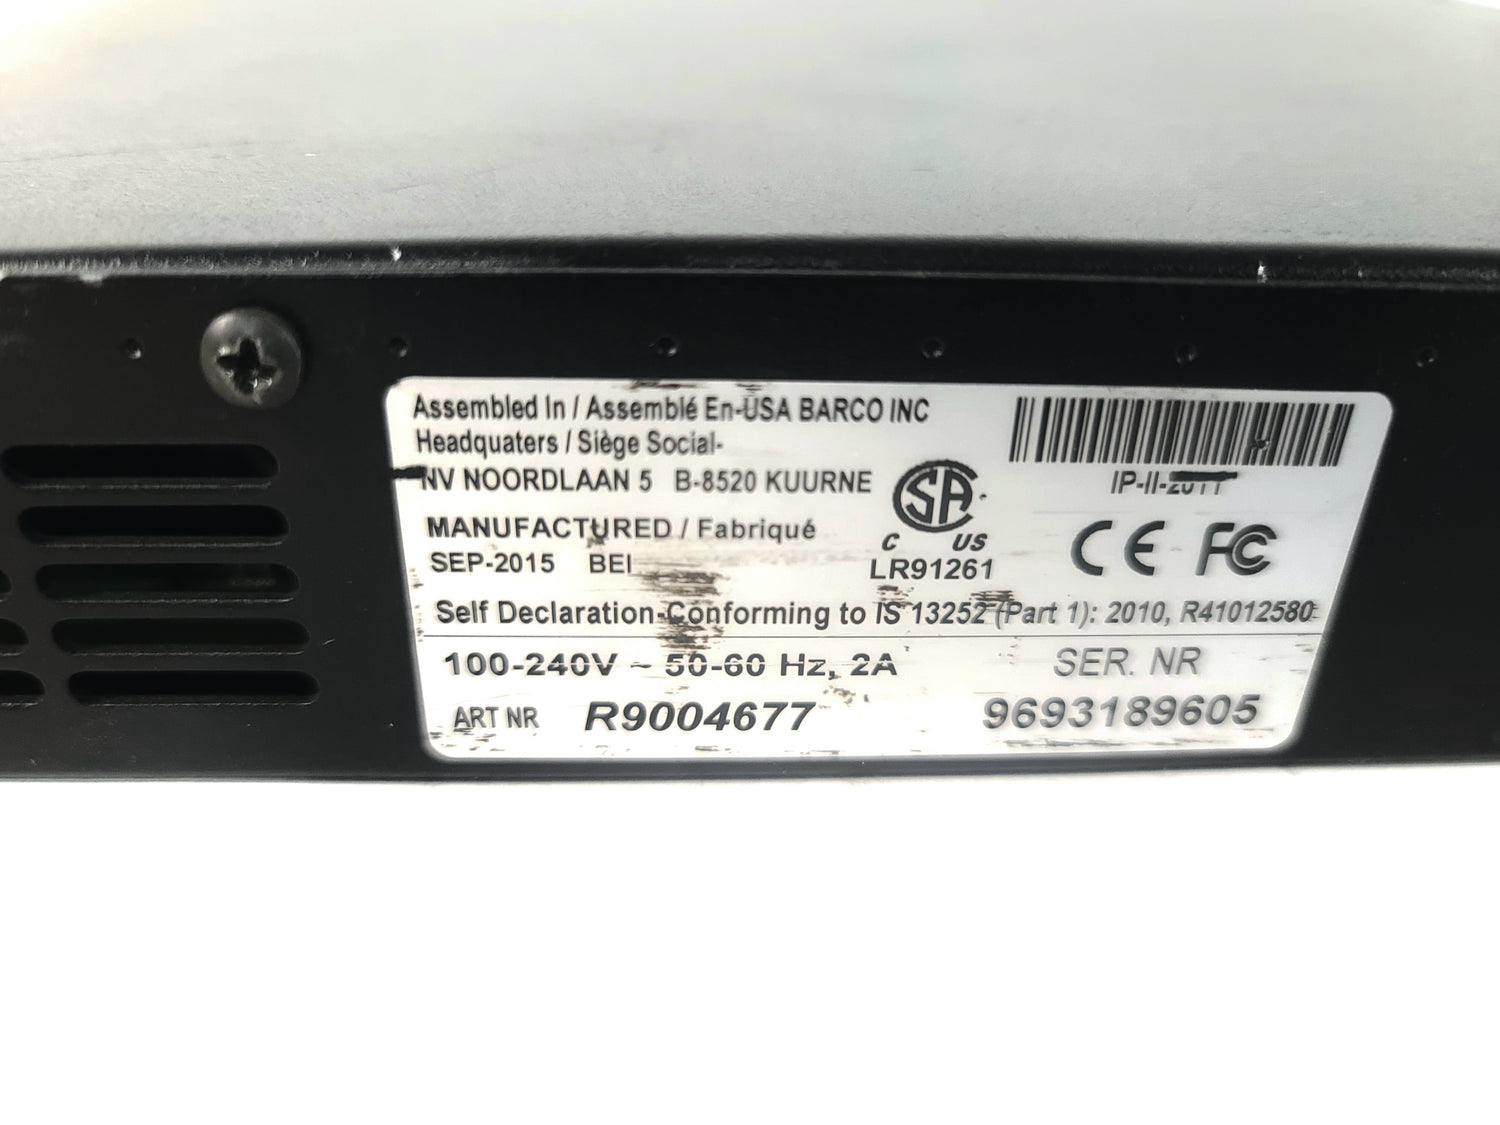 Assembled In / Assemblé En-USA BARCO INC
Headquaters / Siège Social-
NV NOORDLAAN 5 B-8520 KUURNE
IP-II-2011
MANUFACTURED / Fabriqué
SEP-2015 BEI
SA
C US
LR91261
CE FC
Self Declaration-Conforming to IS 13252 (Part 1): 2010, R41012580
100-240V ~ 50-60 Hz, 2A
SER. NR
ART NR R9004677
9693189605